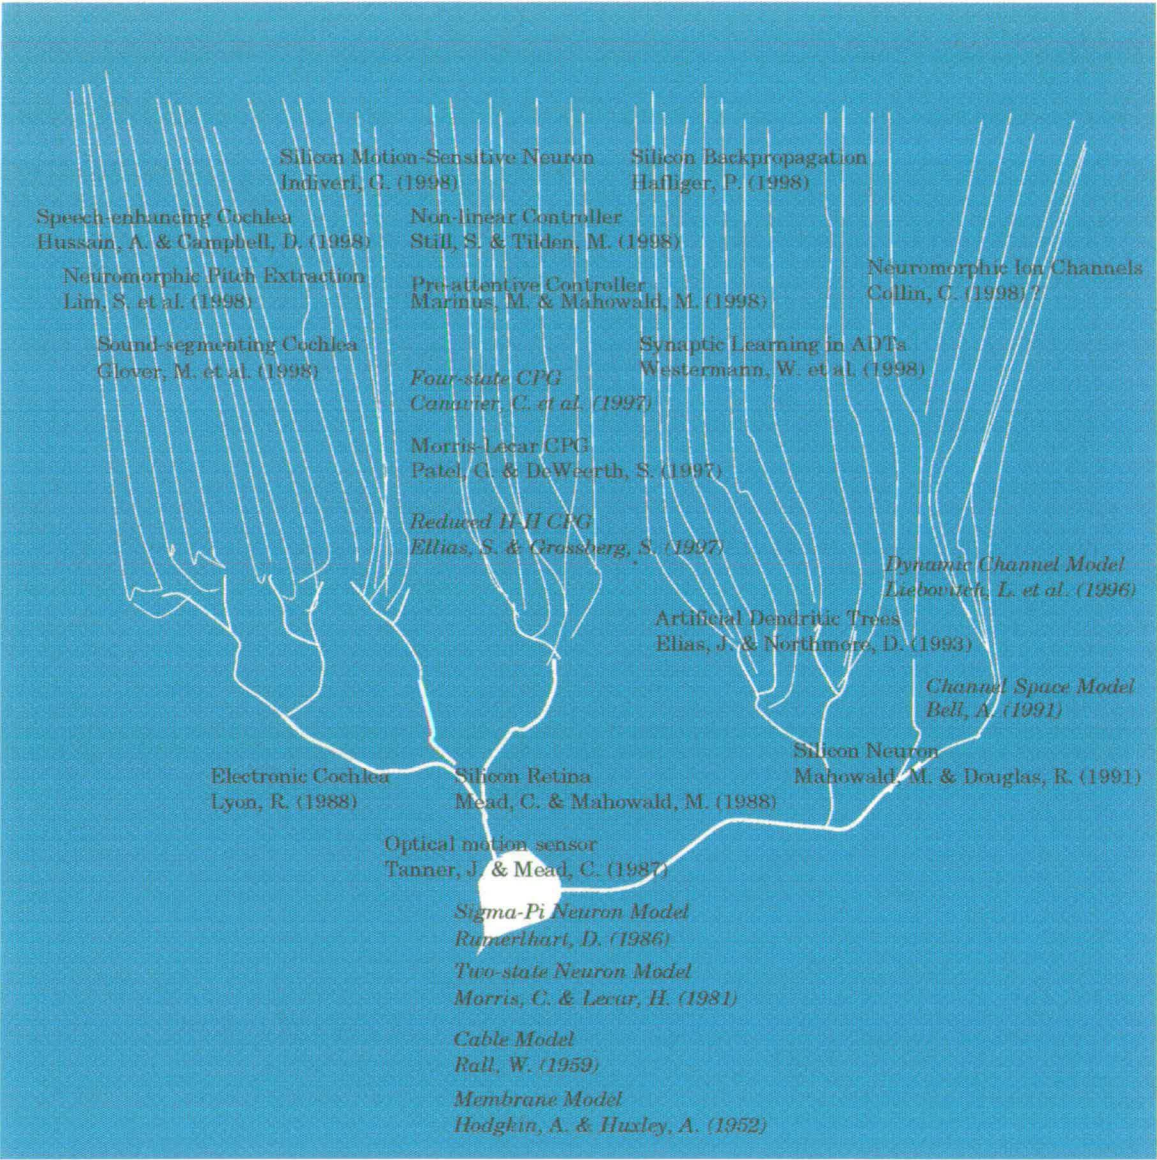 Silicon Motion-Sensitive Neuron
Indiveri, G. (1998)
Silicon Backpropagation
Hafliger, P. (1998)
Speech-enhancing Cochlea
Hussain, A. & Campbell, D. (1998)
Non-linear Controller
Still, S. & Tilden, M. (1998)
Neuromorphic Pitch Extraction
Lim, S. et al. (1998)
Pre-attentive Controller
Marinus, M. & Mahowald, M. (1998)
Neuromorphic Ion Channels
Collin, C. (1998) ?
Sound-segmenting Cochlea
Glover, M. et al. (1998)
Synaptic Learning in ADTs
Westermann, W. et al. (1998)
Four-state CPG
Canavier, C. et al. (1997)
Morris-Lecar CPG
Patel, G. & DeWeerth, S. (1997)
Reduced H-H CPG
Ellias, S. & Grossberg, S. (1997)
Dynamic Channel Model
Liebovitch, L. et al. (1996)
Artificial Dendritic Trees
Elias, J. & Northmore, D. (1993)
Channel Space Model
Bell, A. (1991)
Silicon Neuron
Mahowald, M. & Douglas, R. (1991)
Electronic Cochlea
Lyon, R. (1988)
Silicon Retina
Mead, C. & Mahowald, M. (1988)
Optical motion sensor
Tanner, J. & Mead, C. (1987)
Sigma-Pi Neuron Model
Rumerlhart, D. (1986)
Two-state Neuron Model
Morris, C. & Lecar, H. (1981)
Cable Model
Rall, W. (1959)
Membrane Model
Hodgkin, A. & Huxley, A. (1952)